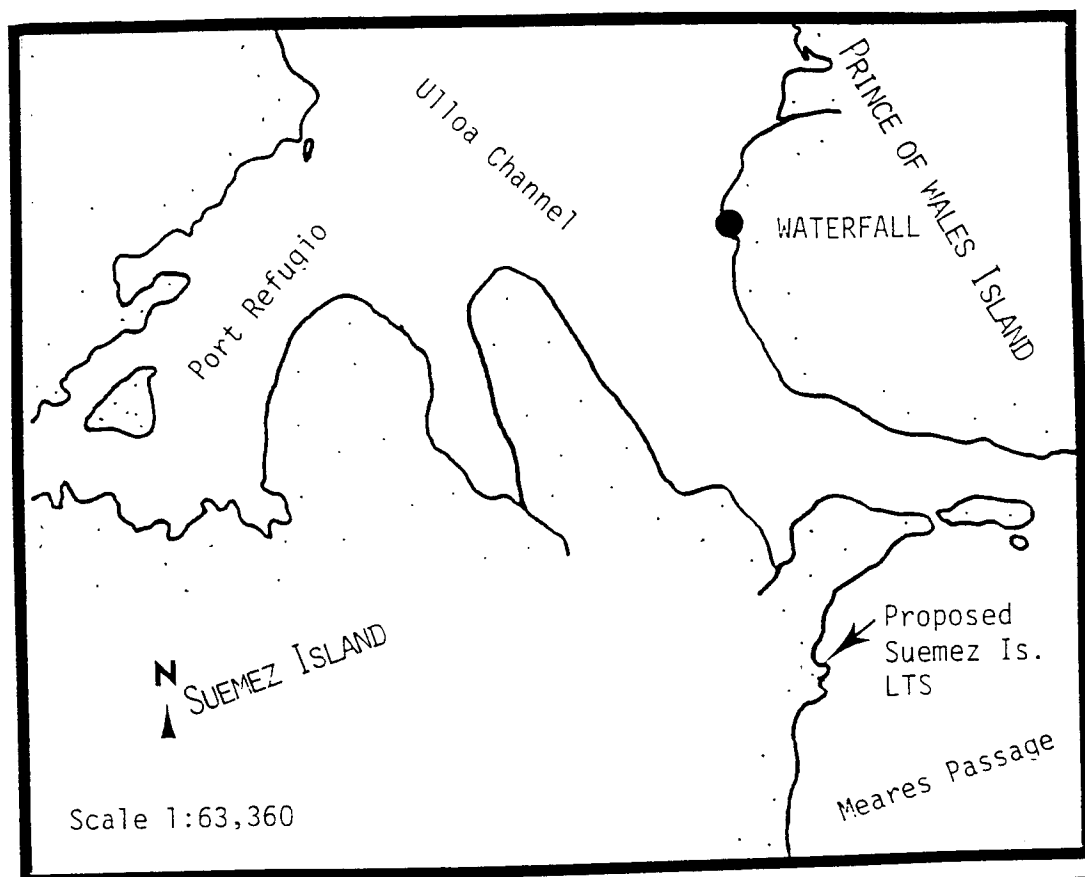 Ulloa Channel
PRINCE OF WALES ISLAND
WATERFALL
Port Refugio
Proposed
Suemez Is.
LTS
N
SUEMEZ ISLAND
Meares Passage
Scale 1:63,360